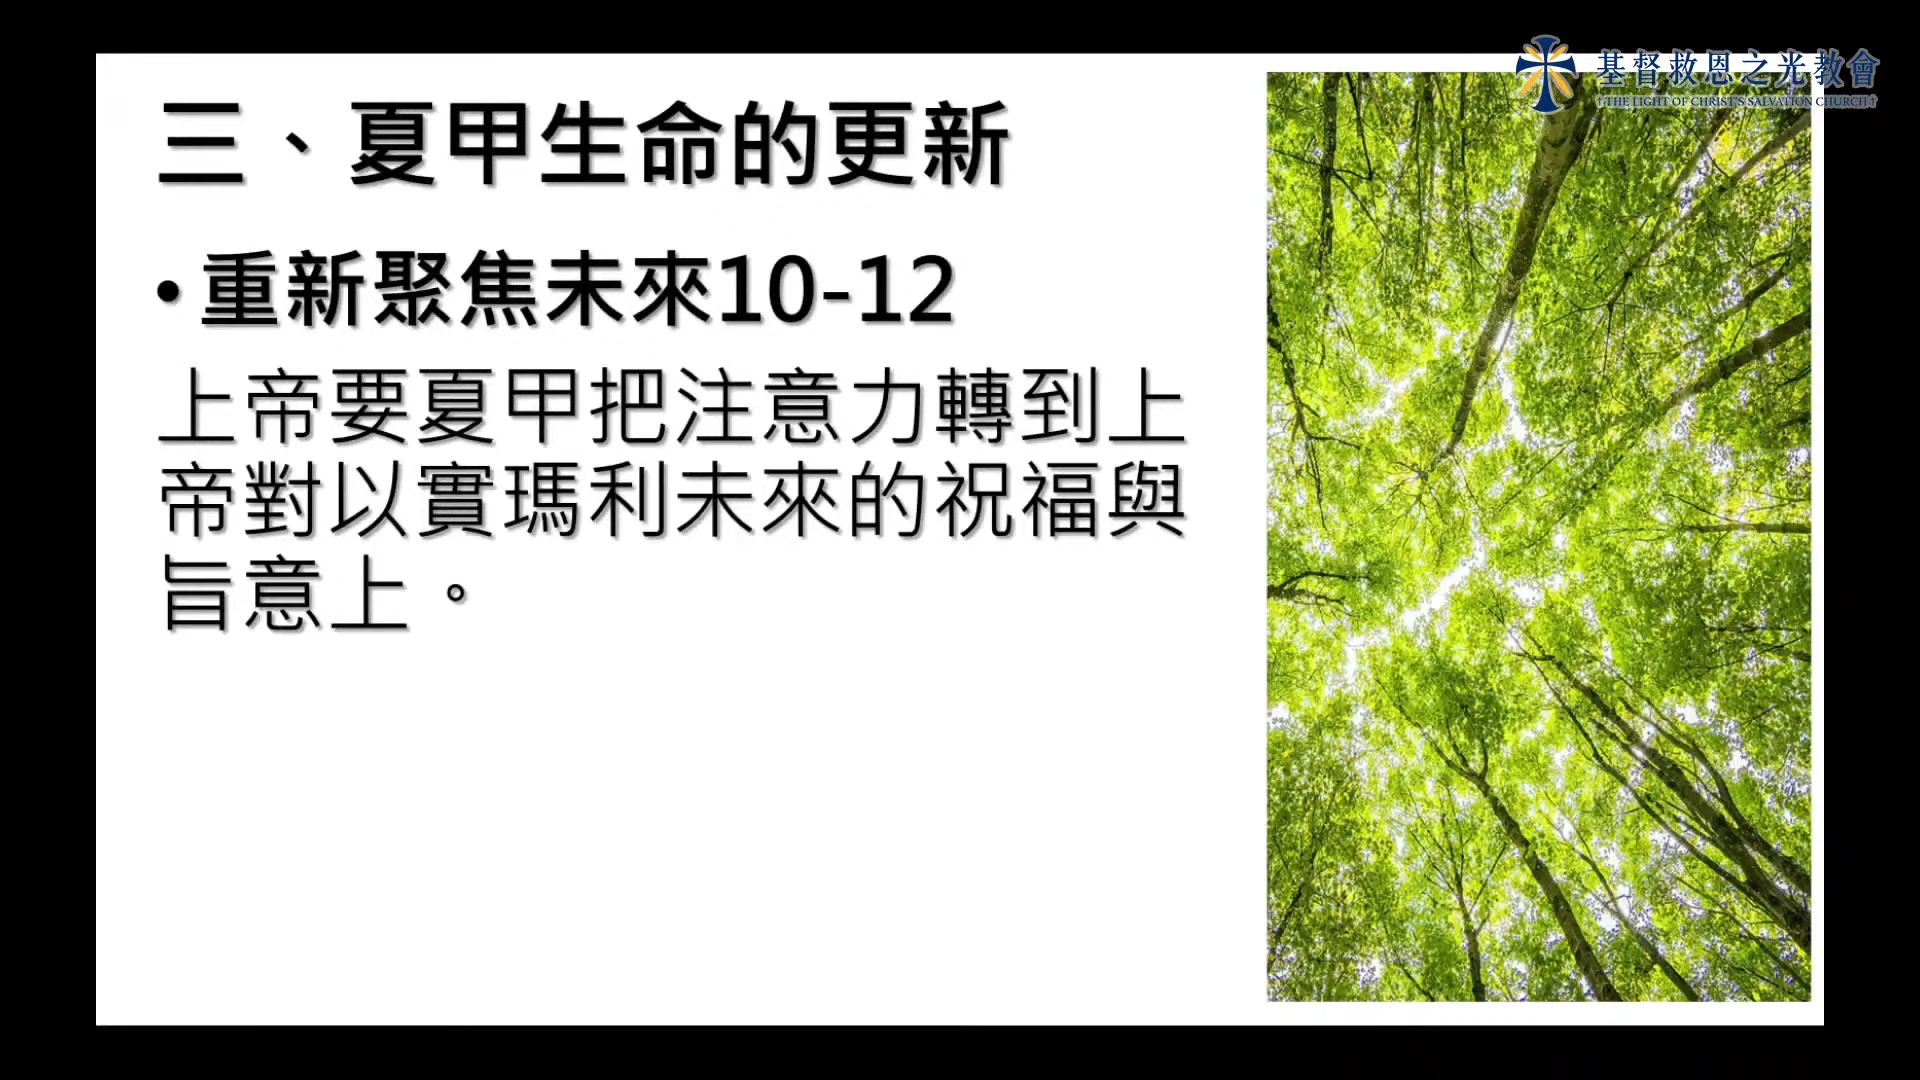 基督救恩之光教會
†THE LIGHT OF CHRIST'S SALVATION CHURCH†
三、夏甲生命的更新
•重新聚焦未來10-12
上帝要夏甲把注意力轉到上
帝對以實瑪利未來的祝福與
旨意上。